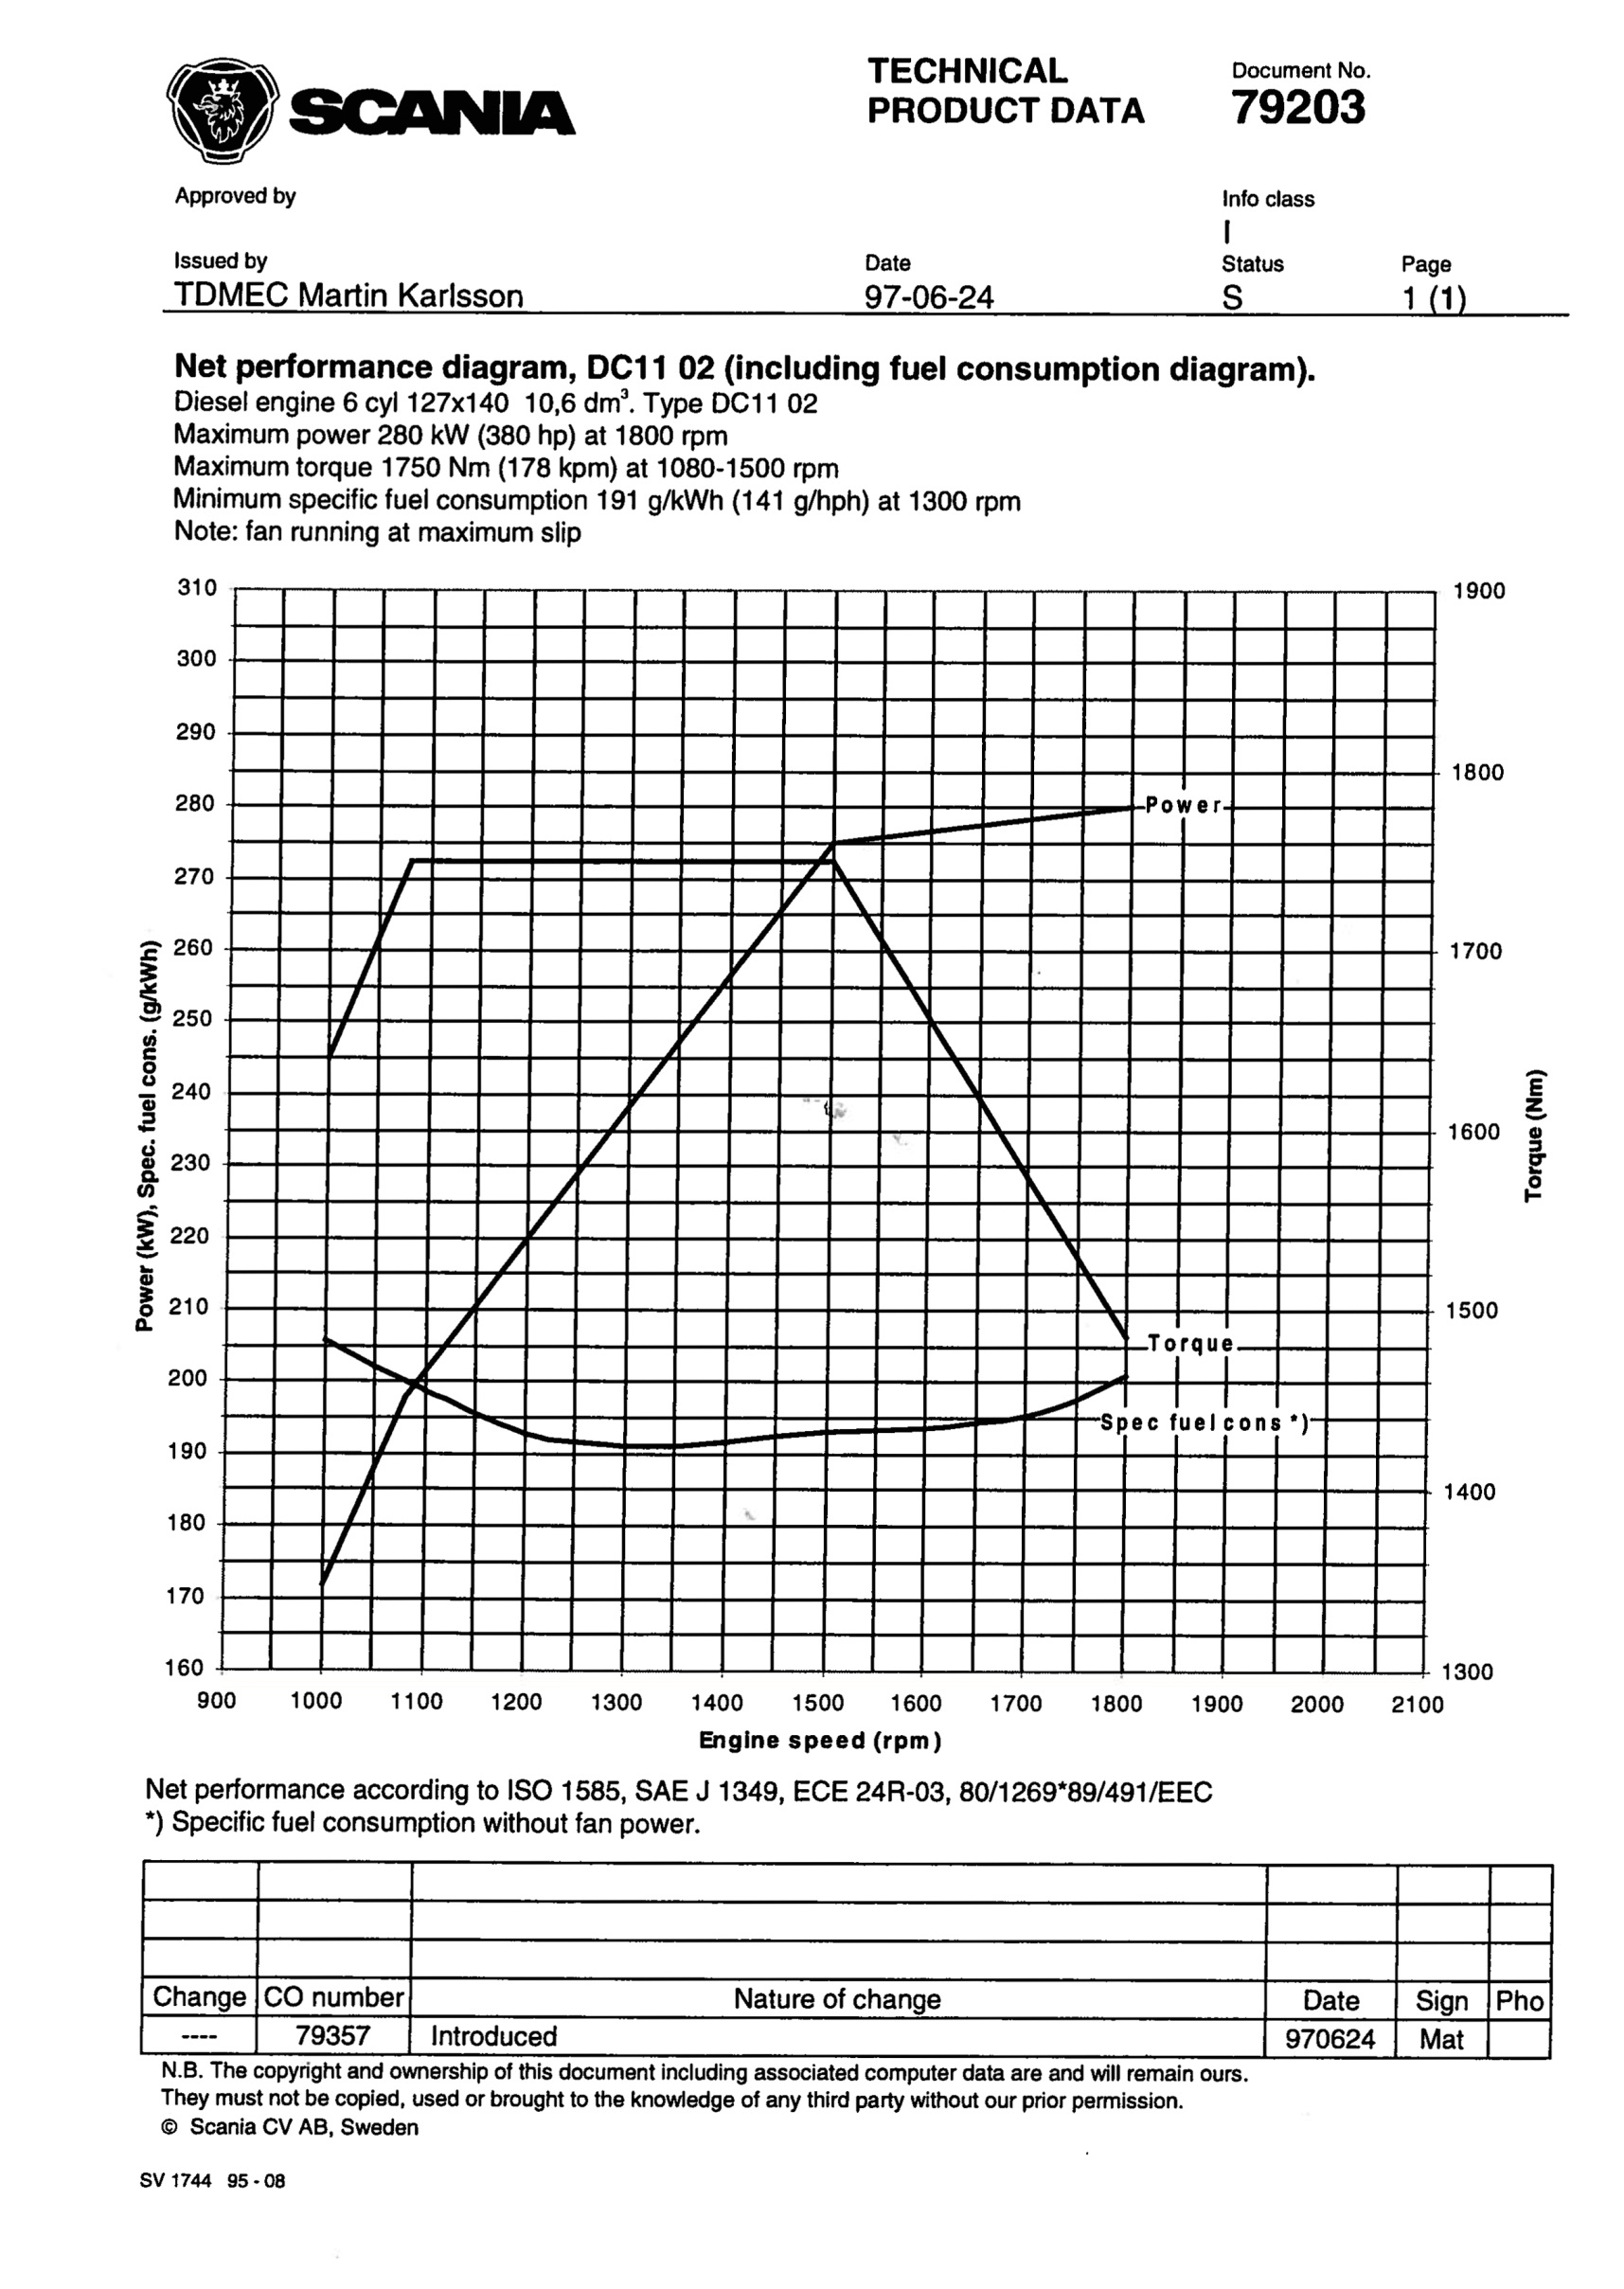 SCANIA
TECHNICAL
PRODUCT DATA
Document No.
79203
Approved by
Info class
I
Issued by
TDMEC Martin Karlsson
Date
97-06-24
Status
S
Page
1 (1)
Net performance diagram, DC11 02 (including fuel consumption diagram).
Diesel engine 6 cyl 127x140 10,6 dm³. Type DC11 02
Maximum power 280 kW (380 hp) at 1800 rpm
Maximum torque 1750 Nm (178 kpm) at 1080-1500 rpm
Minimum specific fuel consumption 191 g/kWh (141 g/hph) at 1300 rpm
Note: fan running at maximum slip
310
300
290
280
270
260
250
240
230
220
210
200
190
180
170
160
Power (kW), Spec. fuel cons. (g/kWh)
Power
Torque
Spec fuel cons *)
1900
1800
1700
1600
1500
1400
1300
Torque (Nm)
900 1000 1100 1200 1300 1400 1500 1600 1700 1800 1900 2000 2100
Engine speed (rpm)
Net performance according to ISO 1585, SAE J 1349, ECE 24R-03, 80/1269*89/491/EEC
*) Specific fuel consumption without fan power.
Change CO number Nature of change Date Sign Pho
---- 79357 Introduced 970624 Mat
N.B. The copyright and ownership of this document including associated computer data are and will remain ours.
They must not be copied, used or brought to the knowledge of any third party without our prior permission.
© Scania CV AB, Sweden
SV 1744 95-08